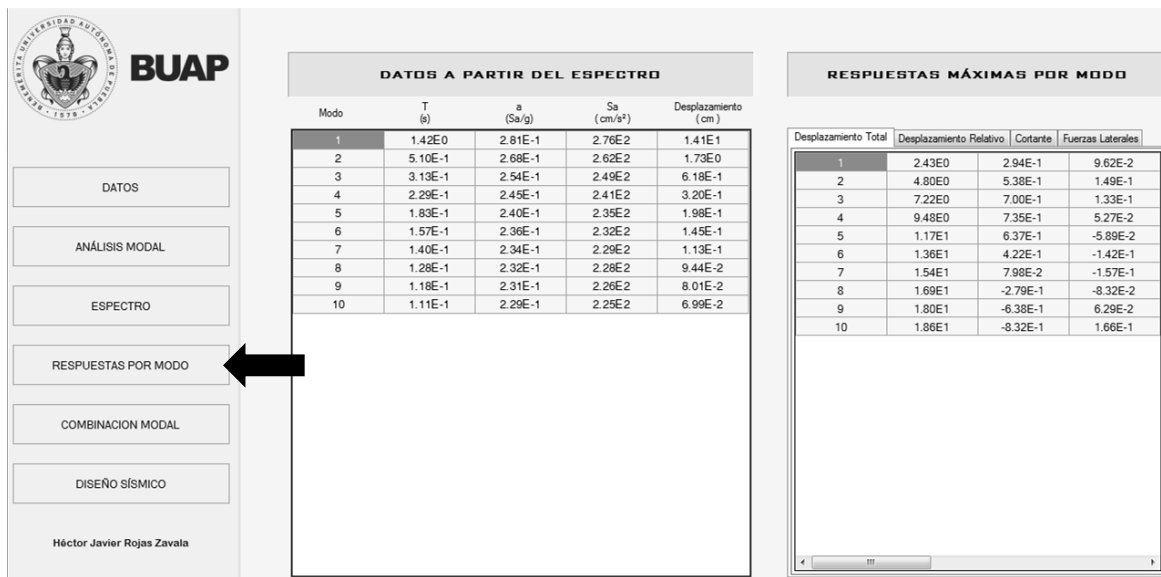 BENEMÉRITA UNIVERSIDAD AUTÓNOMA DE PUEBLA
1578
BUAP
DATOS
ANÁLISIS MODAL
ESPECTRO
RESPUESTAS POR MODO
COMBINACION MODAL
DISEÑO SÍSMICO
Héctor Javier Rojas Zavala
DATOS A PARTIR DEL ESPECTRO
Modo T (s) a (Sa/g) Sa (cm/s²) Desplazamiento (cm)
1 1.42E0 2.81E-1 2.76E2 1.41E1
2 5.10E-1 2.68E-1 2.62E2 1.73E0
3 3.13E-1 2.54E-1 2.49E2 6.18E-1
4 2.29E-1 2.45E-1 2.41E2 3.20E-1
5 1.83E-1 2.40E-1 2.35E2 1.98E-1
6 1.57E-1 2.36E-1 2.32E2 1.45E-1
7 1.40E-1 2.34E-1 2.29E2 1.13E-1
8 1.28E-1 2.32E-1 2.28E2 9.44E-2
9 1.18E-1 2.31E-1 2.26E2 8.01E-2
10 1.11E-1 2.29E-1 2.25E2 6.99E-2
RESPUESTAS MÁXIMAS POR MODO
Desplazamiento Total Desplazamiento Relativo Cortante Fuerzas Laterales
1 2.43E0 2.94E-1 9.62E-2
2 4.80E0 5.38E-1 1.49E-1
3 7.22E0 7.00E-1 1.33E-1
4 9.48E0 7.35E-1 5.27E-2
5 1.17E1 6.37E-1 -5.89E-2
6 1.36E1 4.22E-1 -1.42E-1
7 1.54E1 7.98E-2 -1.57E-1
8 1.69E1 -2.79E-1 -8.32E-2
9 1.80E1 -6.38E-1 6.29E-2
10 1.86E1 -8.32E-1 1.66E-1